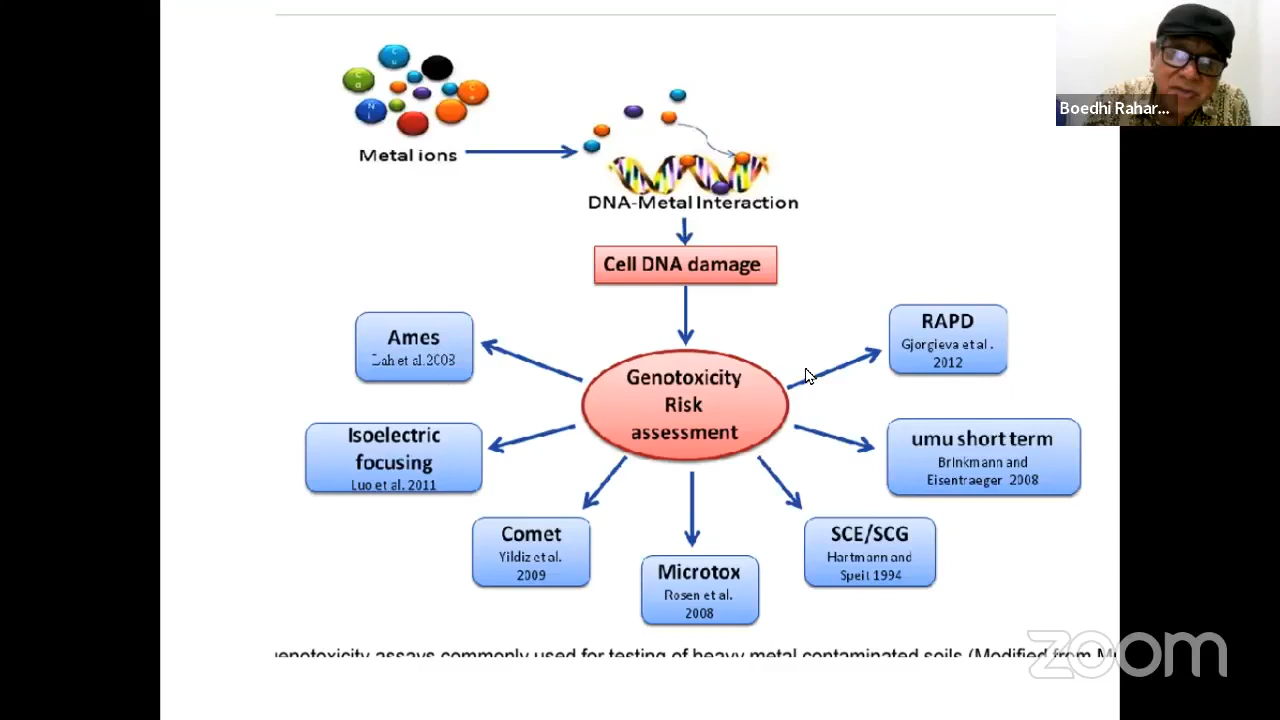 Boedhi Rahar...
Metal ions
DNA-Metal Interaction
Cell DNA damage
Genotoxicity
Risk
assessment
Ames
et al. 2008
Isoelectric
focusing
Luo et al. 2011
Comet
Yildiz et al.
2009
Microtox
Rosen et al.
2008
SCE/SCG
Hartmann and
Speit 1994
umu short term
Brinkmann and
Eisentraeger 2008
RAPD
Gjorgieva et al.
2012
enotoxicity assays commonly used for testing of heavy metal contaminated soils (Modified from
zoom